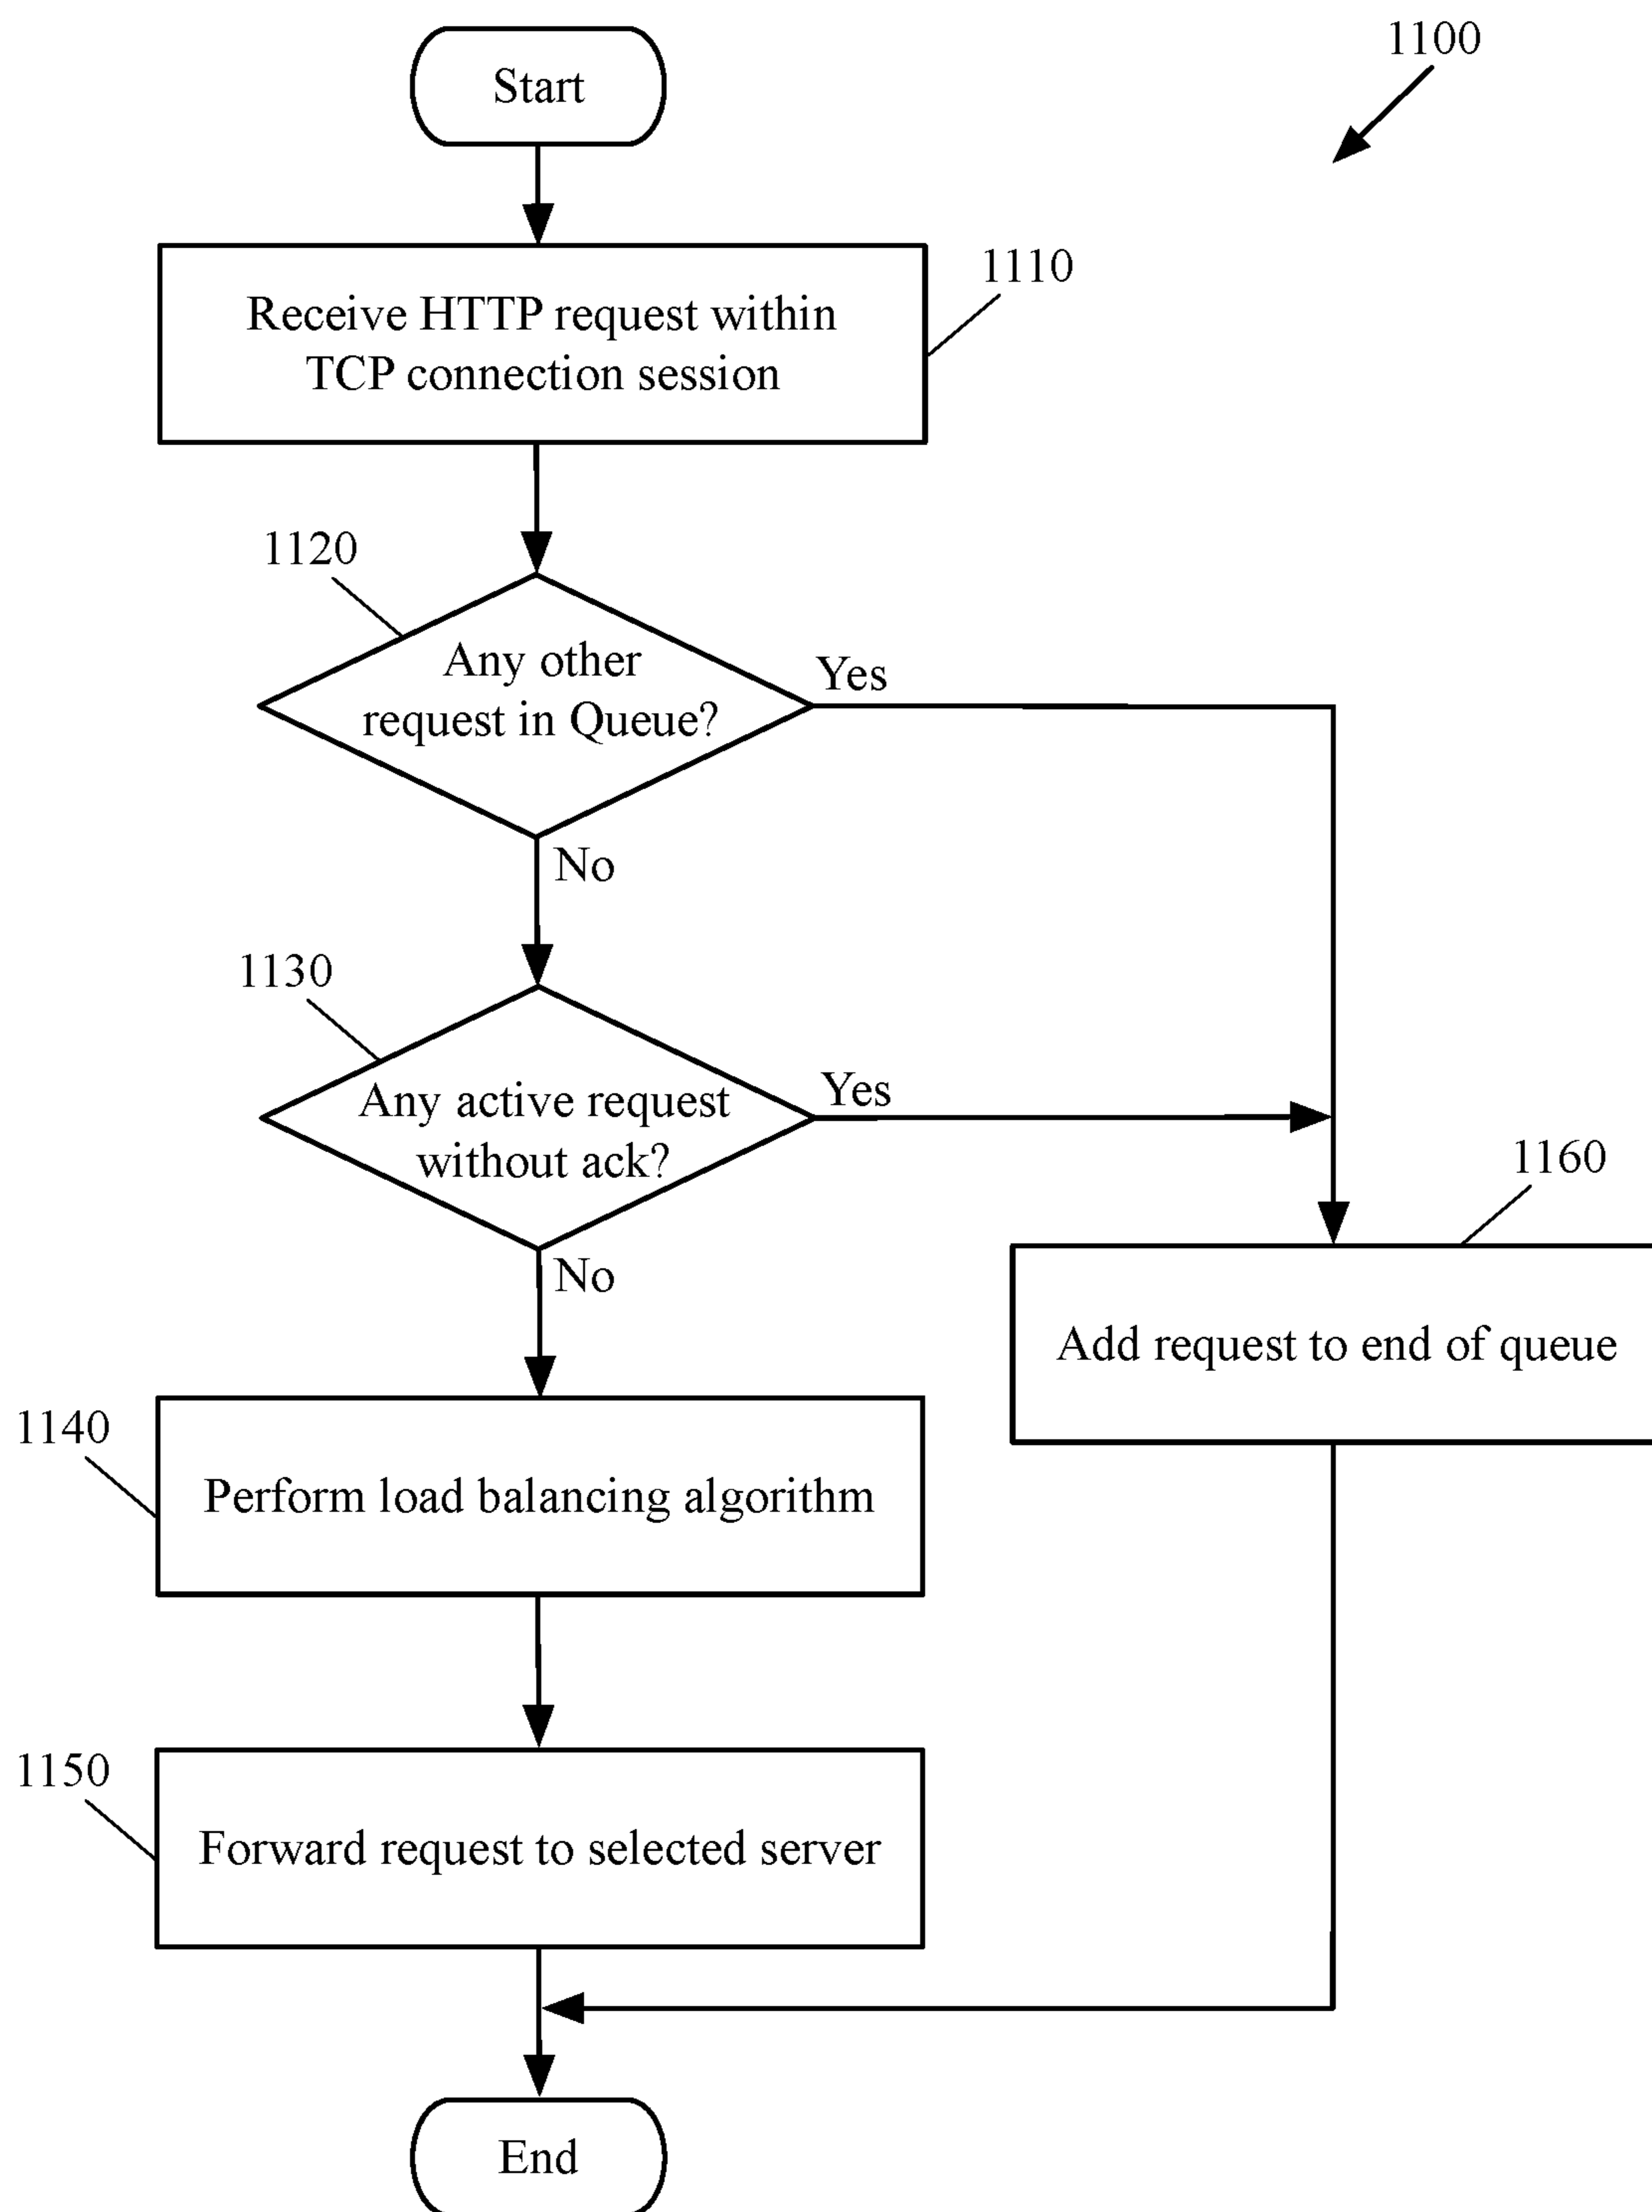 1100
Start
1110
Receive HTTP request within
TCP connection session
1120
Any other
request in Queue?
Yes
No
1130
Any active request
without ack?
Yes
No
1160
Add request to end of queue
1140
Perform load balancing algorithm
1150
Forward request to selected server
End